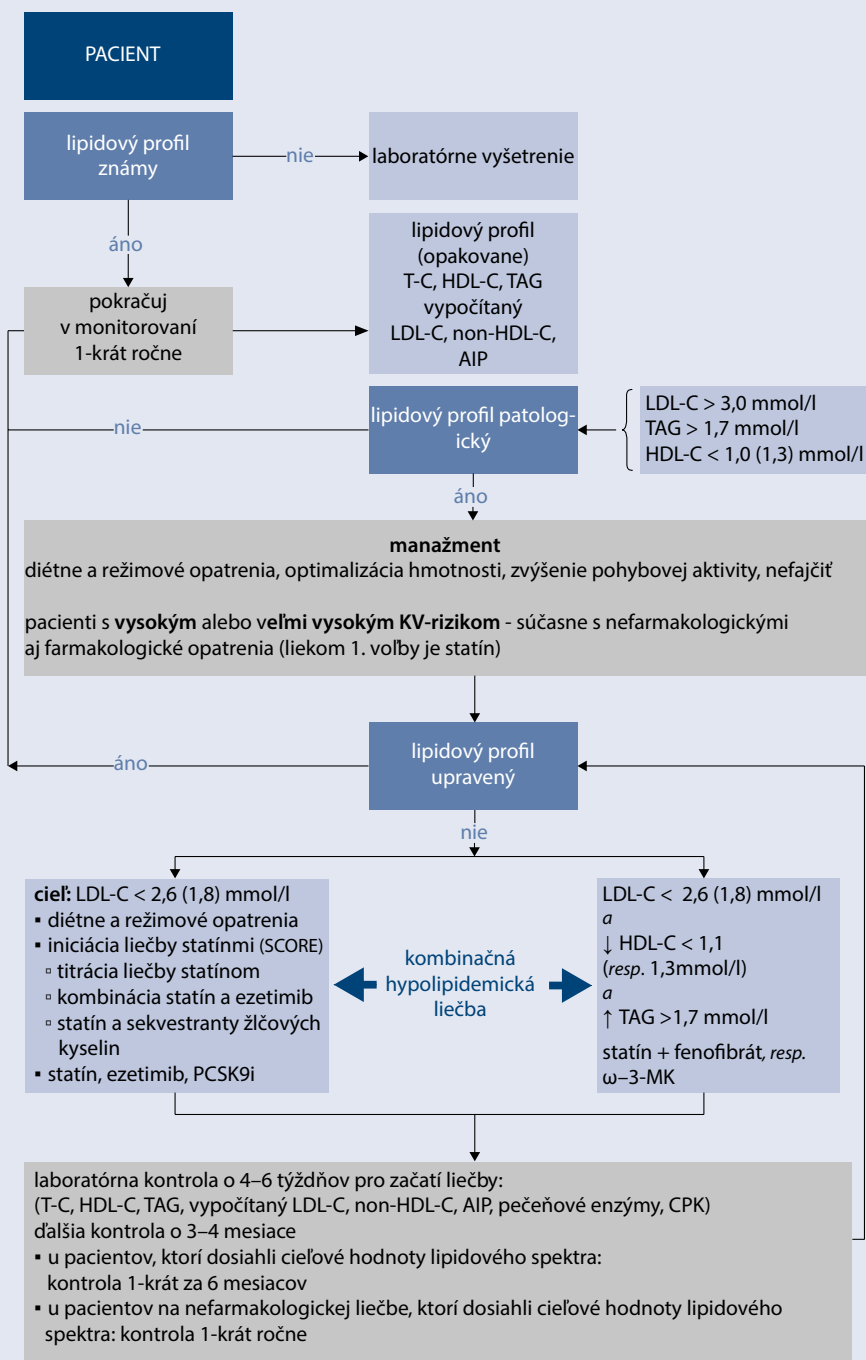 PACIENT
lipidový profil
známy
nie
laboratórne vyšetrenie
áno
lipidový profil
(opakovane)
T-C, HDL-C, TAG
vypočítaný
LDL-C, non-HDL-C,
AIP
pokračuj
v monitorovaní
1-krát ročne
nie
lipidový profil patolog-
ický
LDL-C > 3,0 mmol/l
TAG > 1,7 mmol/l
HDL-C < 1,0 (1,3) mmol/l
áno
manažment
diétne a režimové opatrenia, optimalizácia hmotnosti, zvýšenie pohybovej aktivity, nefajčiť
pacienti s vysokým alebo veľmi vysokým KV-rizikom - súčasne s nefarmakologickými
aj farmakologické opatrenia (liekom 1. voľby je statín)
áno
lipidový profil
upravený
nie
cieľ: LDL-C < 2,6 (1,8) mmol/l
▪ diétne a režimové opatrenia
▪ iniciácia liečby statínmi (SCORE)
▫ titrácia liečby statínom
▫ kombinácia statín a ezetimib
▫ statín a sekvestranty žlčových
kyselin
▪ statín, ezetimib, PCSK9i
kombinačná
hypolipidemická
liečba
LDL-C < 2,6 (1,8) mmol/l
a
↓ HDL-C < 1,1
(resp. 1,3mmol/l)
a
↑ TAG >1,7 mmol/l
statín + fenofibrát, resp.
ω–3-MK
laboratórna kontrola o 4–6 týždňov pro začatí liečby:
(T-C, HDL-C, TAG, vypočítaný LDL-C, non-HDL-C, AIP, pečeňové enzýmy, CPK)
ďalšia kontrola o 3–4 mesiace
▪ u pacientov, ktorí dosiahli cieľové hodnoty lipidového spektra:
kontrola 1-krát za 6 mesiacov
▪ u pacientov na nefarmakologickej liečbe, ktorí dosiahli cieľové hodnoty lipidového
spektra: kontrola 1-krát ročne